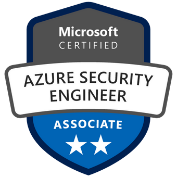 Microsoft
CERTIFIED
AZURE SECURITY
ENGINEER
ASSOCIATE